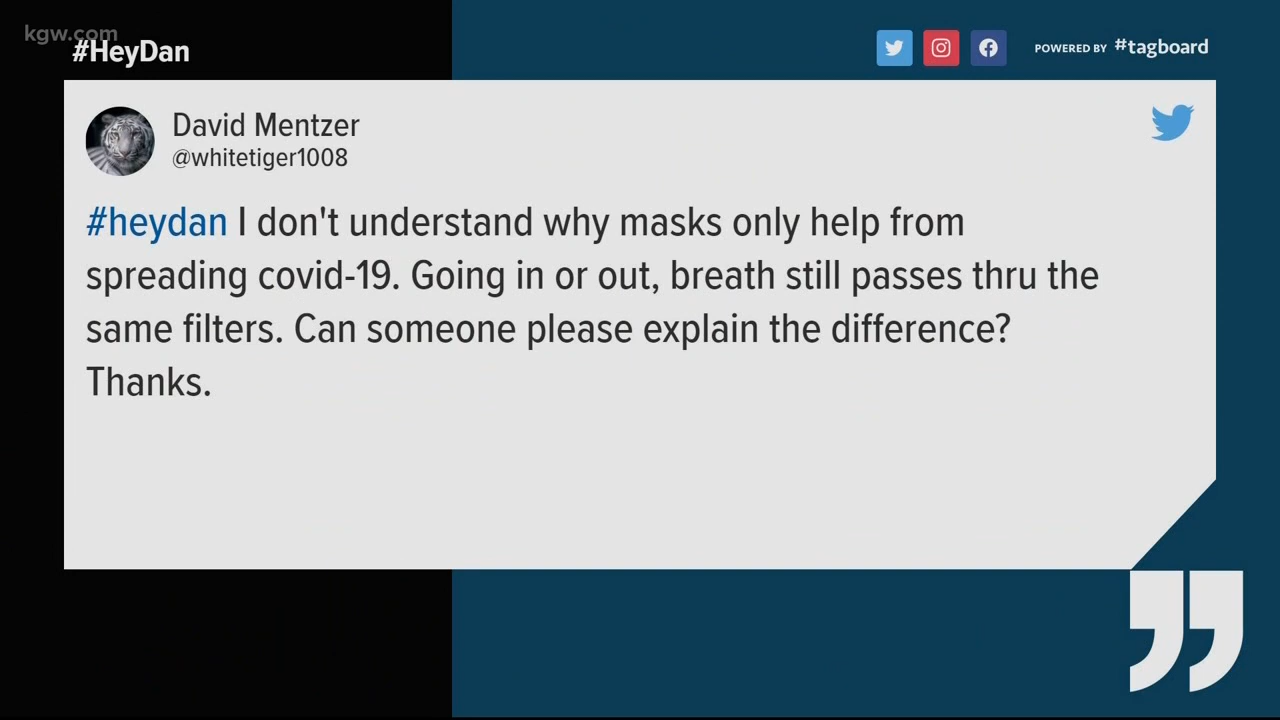 kgw.com
#HeyDan
POWERED BY #tagboard
David Mentzer
@whitetiger1008
#heydan I don't understand why masks only help from
spreading covid-19. Going in or out, breath still passes thru the
same filters. Can someone please explain the difference?
Thanks.